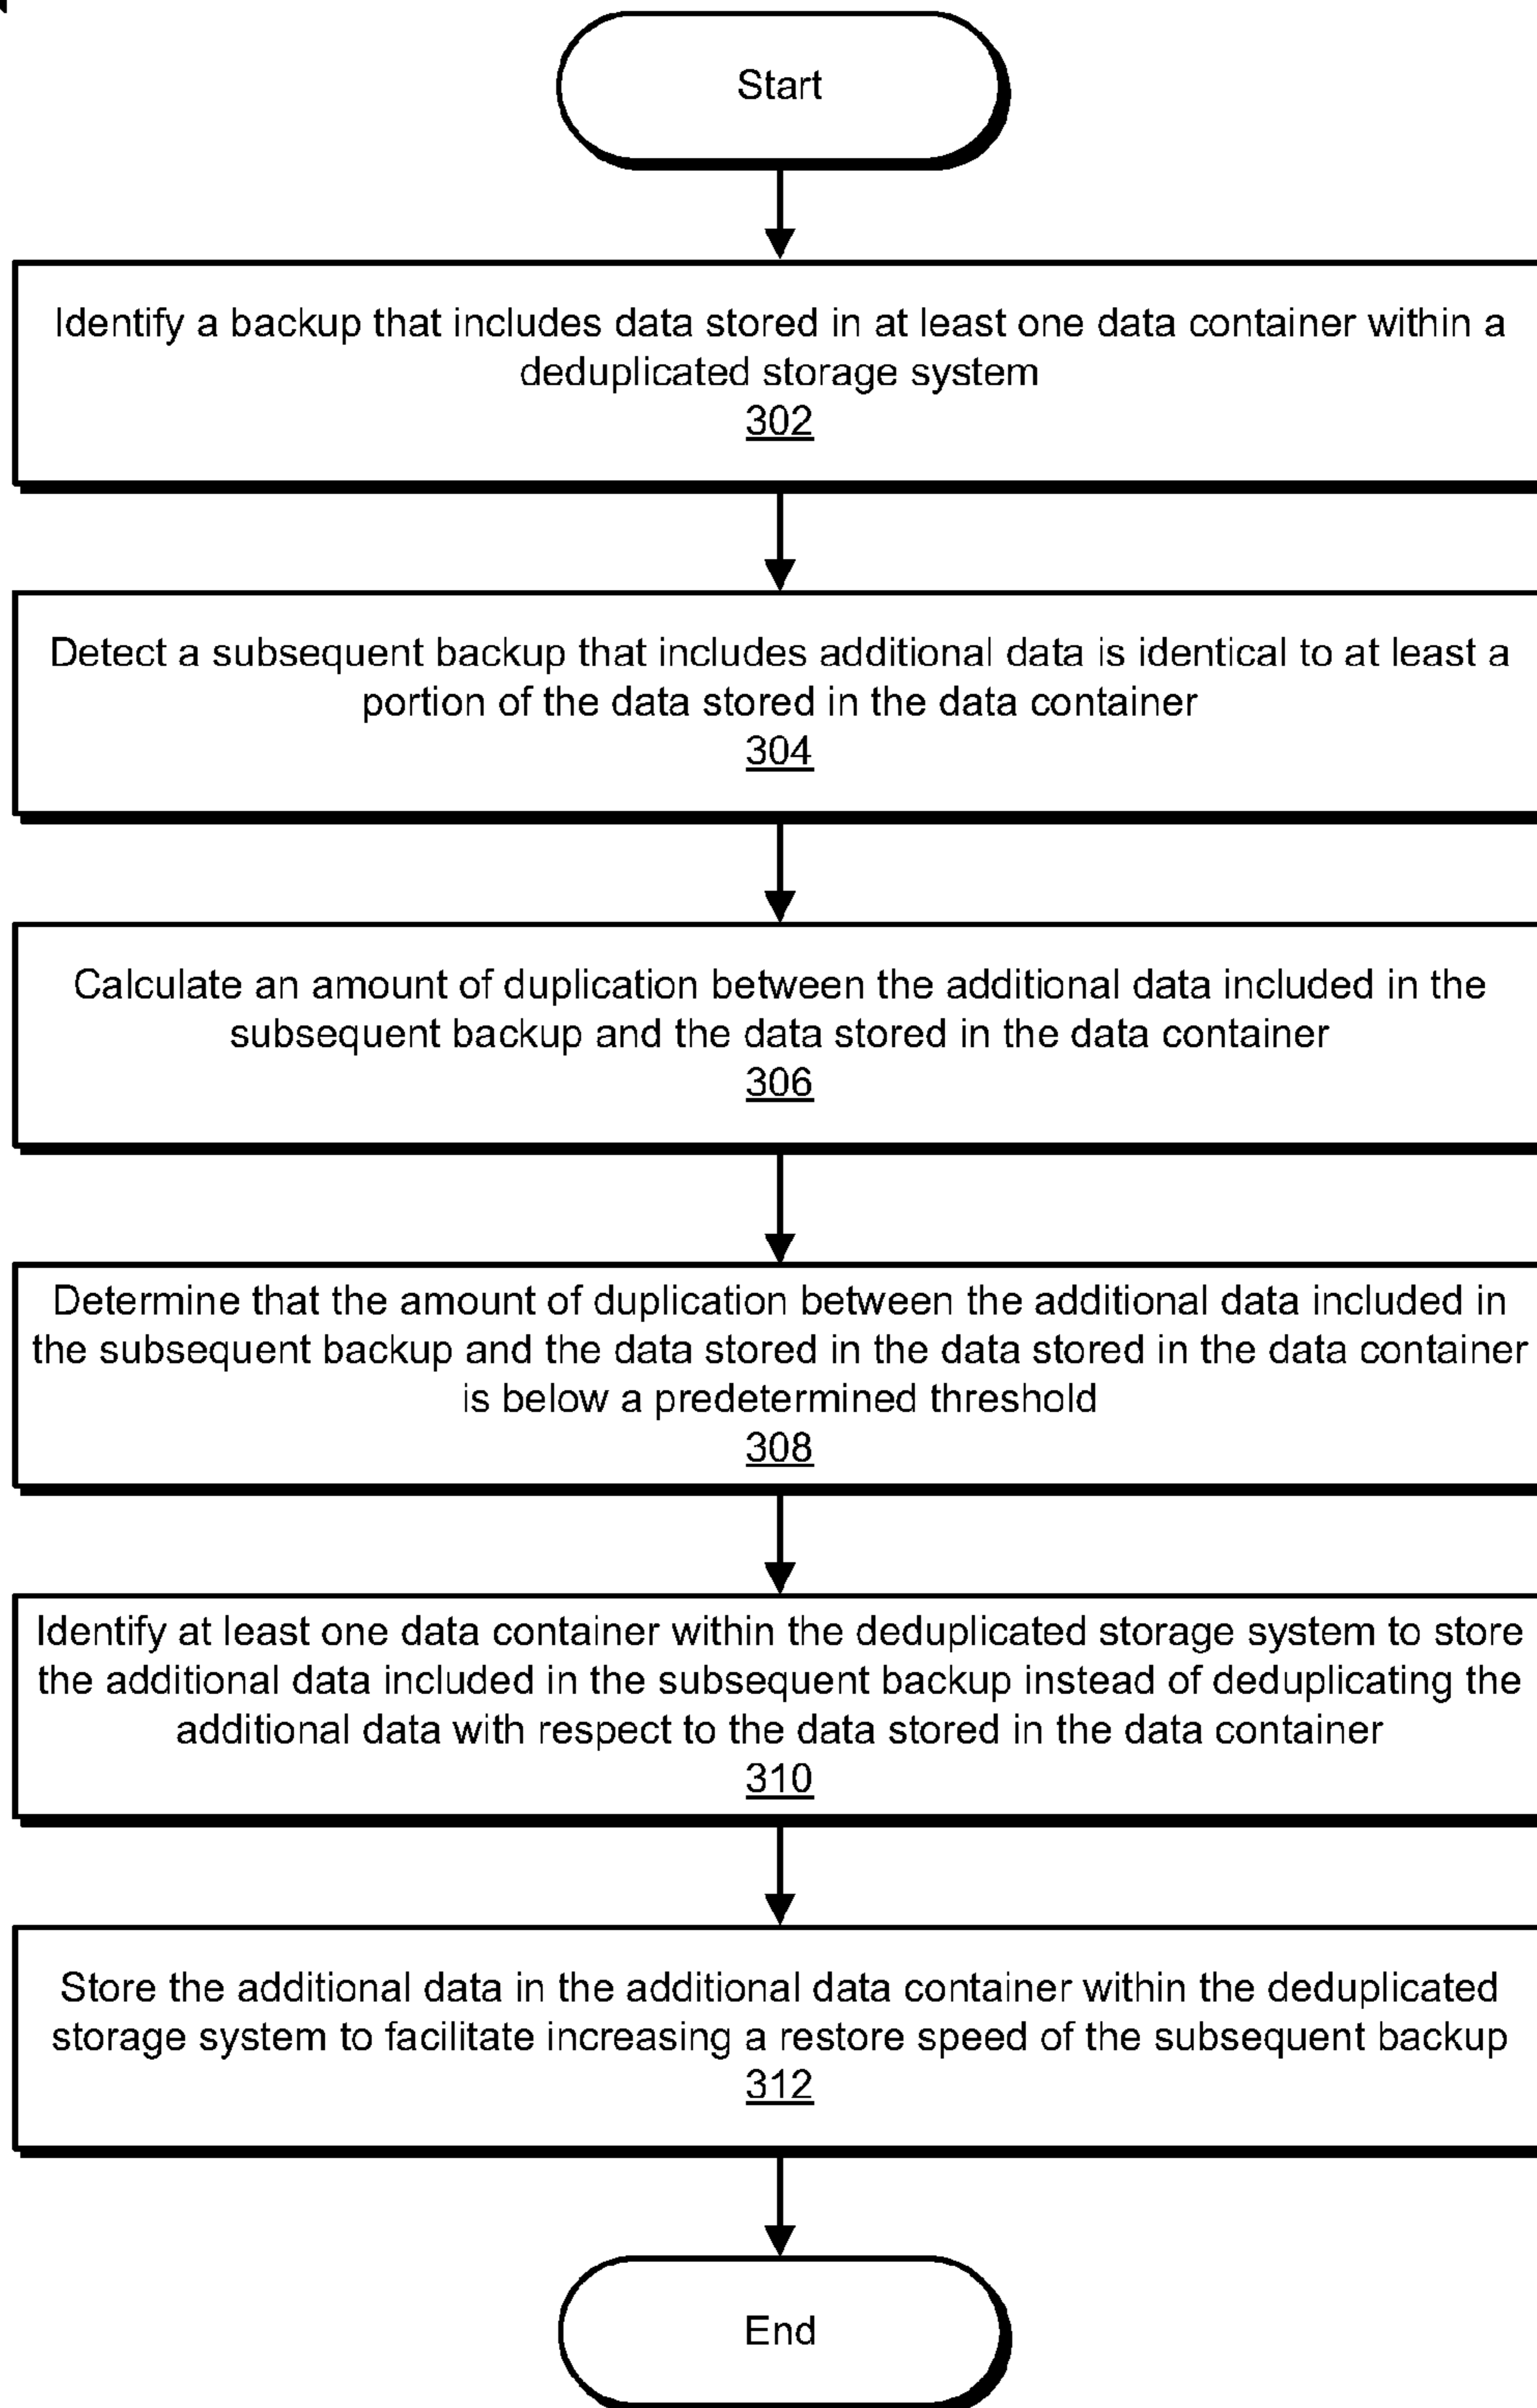 Start
Identify a backup that includes data stored in at least one data container within a
deduplicated storage system
302
Detect a subsequent backup that includes additional data is identical to at least a
portion of the data stored in the data container
304
Calculate an amount of duplication between the additional data included in the
subsequent backup and the data stored in the data container
306
Determine that the amount of duplication between the additional data included in
the subsequent backup and the data stored in the data stored in the data container
is below a predetermined threshold
308
Identify at least one data container within the deduplicated storage system to store
the additional data included in the subsequent backup instead of deduplicating the
additional data with respect to the data stored in the data container
310
Store the additional data in the additional data container within the deduplicated
storage system to facilitate increasing a restore speed of the subsequent backup
312
End